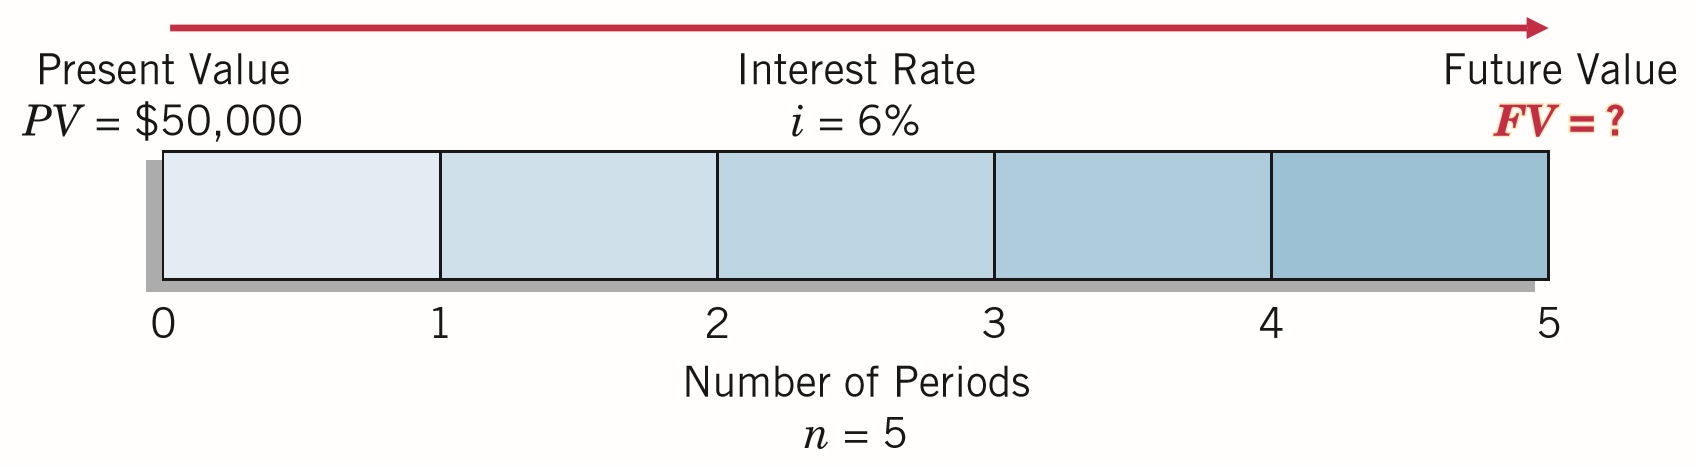 Present Value
PV = $50,000
Interest Rate
i = 6%
Future Value
FV = ?
0 1 2 3 4 5
Number of Periods
n = 5